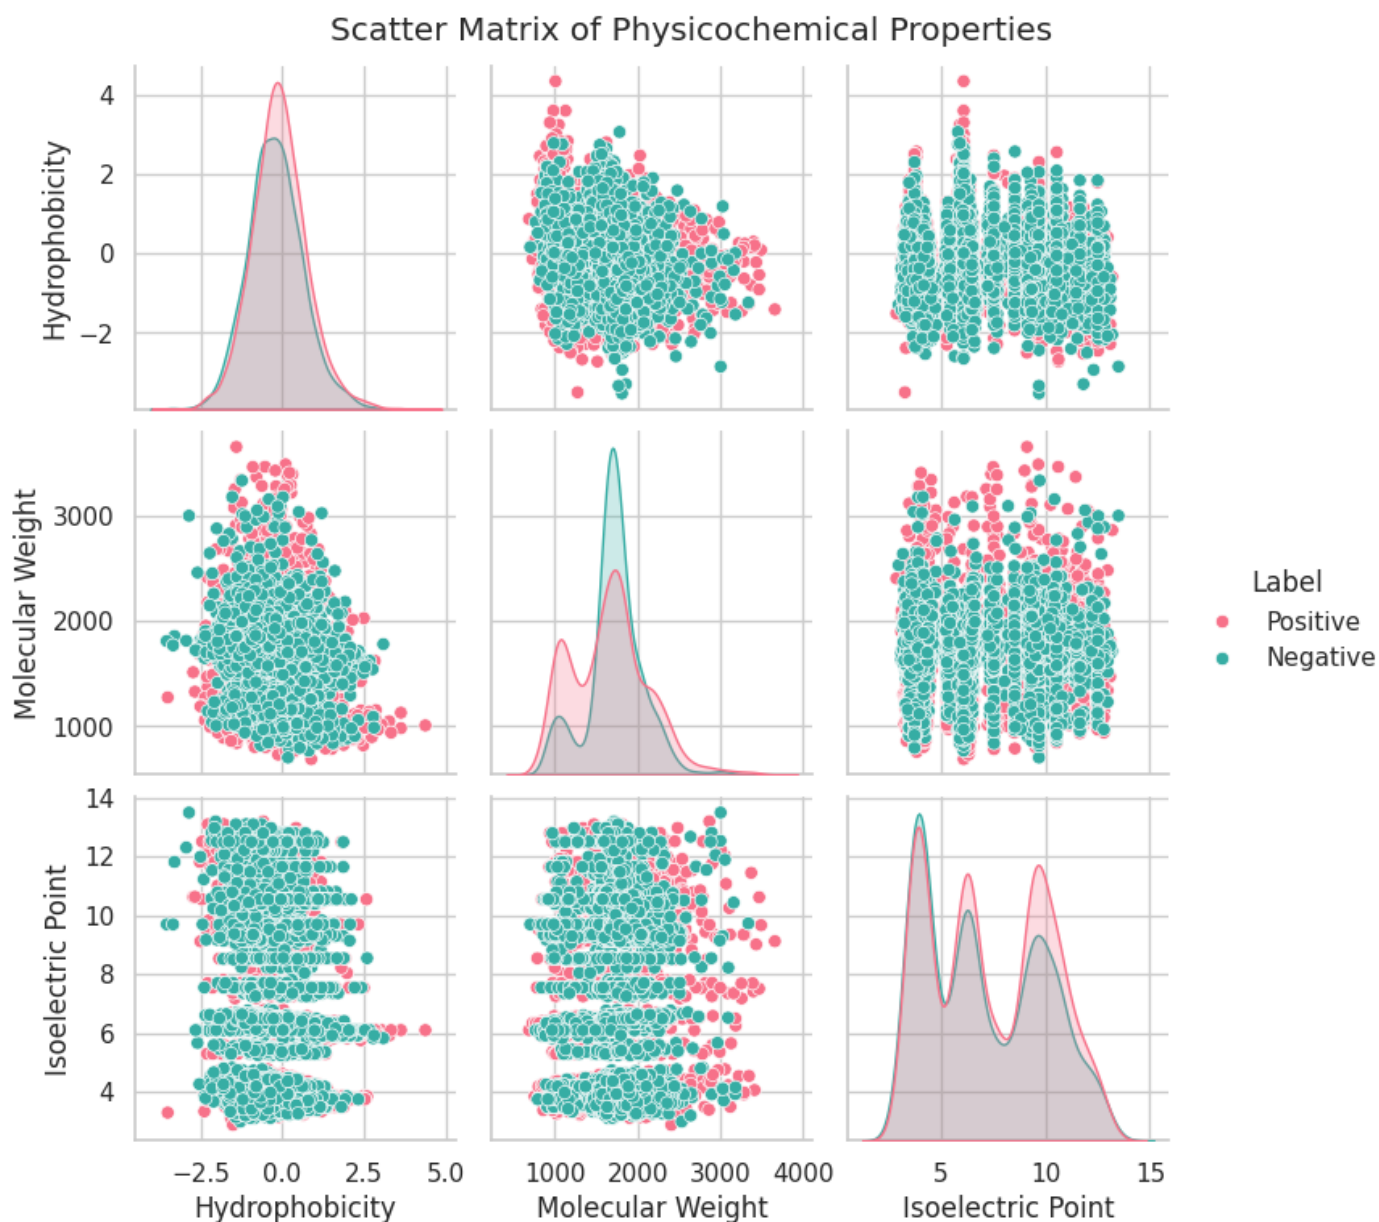 Scatter Matrix of Physicochemical Properties
Hydrophobicity
4
2
0
−2
Molecular Weight
3000
2000
1000
Label
Positive
Negative
Isoelectric Point
14
12
10
8
6
4
−2.5 0.0 2.5 5.0
1000 2000 3000 4000
5 10 15
Hydrophobicity
Molecular Weight
Isoelectric Point